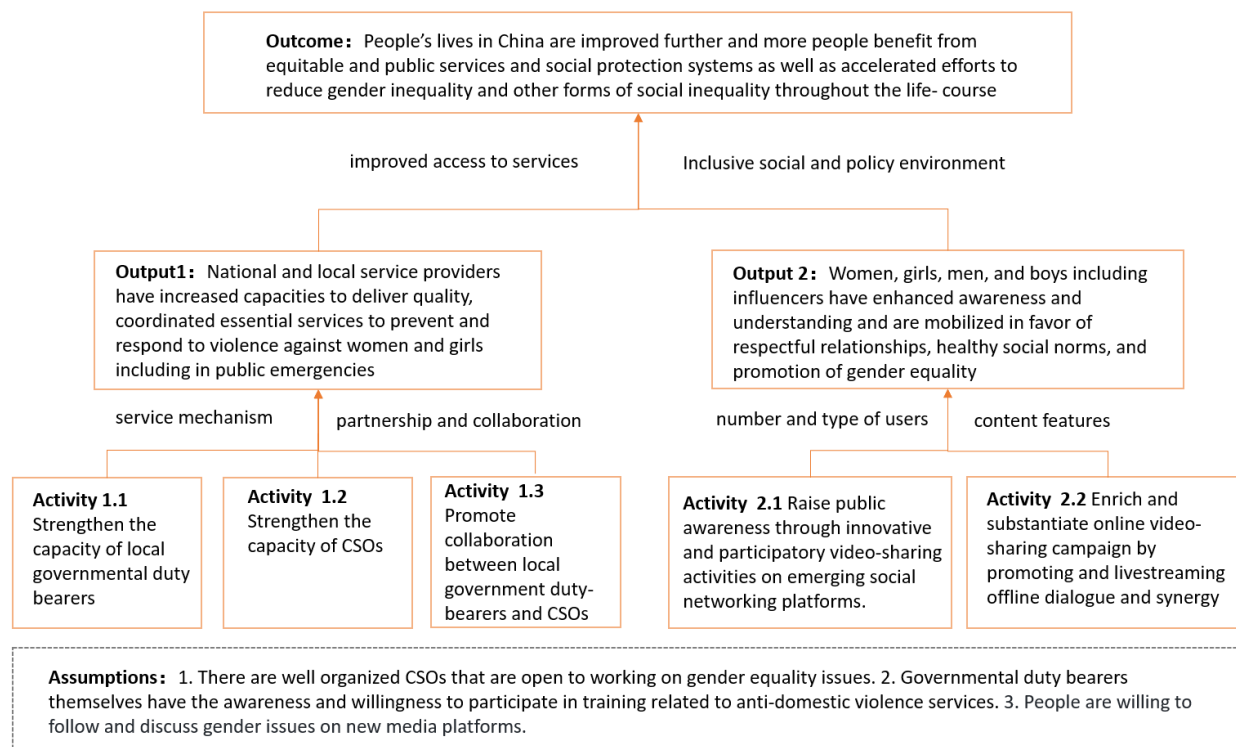 Outcome： People’s lives in China are improved further and more people benefit from
equitable and public services and social protection systems as well as accelerated efforts to
reduce gender inequality and other forms of social inequality throughout the life- course
improved access to services
Inclusive social and policy environment
Output1： National and local service providers
have increased capacities to deliver quality,
coordinated essential services to prevent and
respond to violence against women and girls
including in public emergencies
Output 2： Women, girls, men, and boys including
influencers have enhanced awareness and
understanding and are mobilized in favor of
respectful relationships, healthy social norms, and
promotion of gender equality
service mechanism
partnership and collaboration
number and type of users
content features
Activity 1.1
Strengthen the
capacity of local
governmental duty
bearers
Activity 1.2
Strengthen the
capacity of CSOs
Activity 1.3
Promote
collaboration
between local
government duty-
bearers and CSOs
Activity 2.1 Raise public
awareness through innovative
and participatory video-sharing
activities on emerging social
networking platforms.
Activity 2.2 Enrich and
substantiate online video-
sharing campaign by
promoting and livestreaming
offline dialogue and synergy
Assumptions： 1. There are well organized CSOs that are open to working on gender equality issues. 2. Governmental duty bearers
themselves have the awareness and willingness to participate in training related to anti-domestic violence services. 3. People are willing to
follow and discuss gender issues on new media platforms.